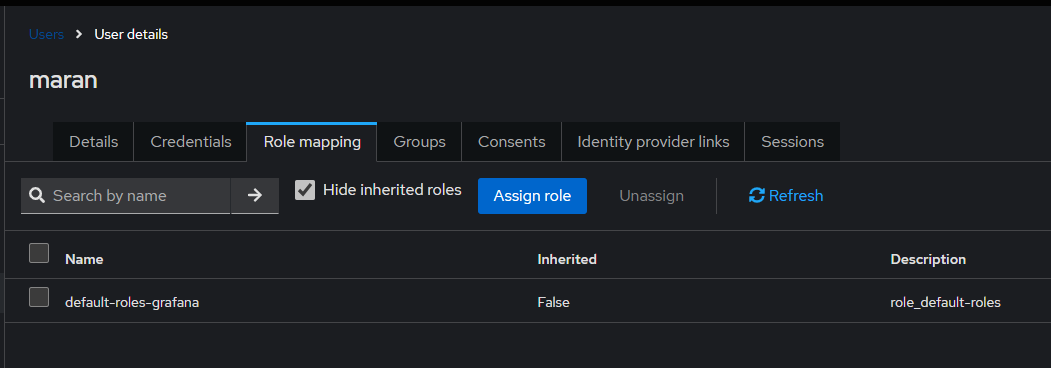 Users > User details
maran
Details Credentials Role mapping Groups Consents Identity provider links Sessions
Search by name Hide inherited roles Assign role Unassign Refresh
Name Inherited Description
default-roles-grafana False role_default-roles